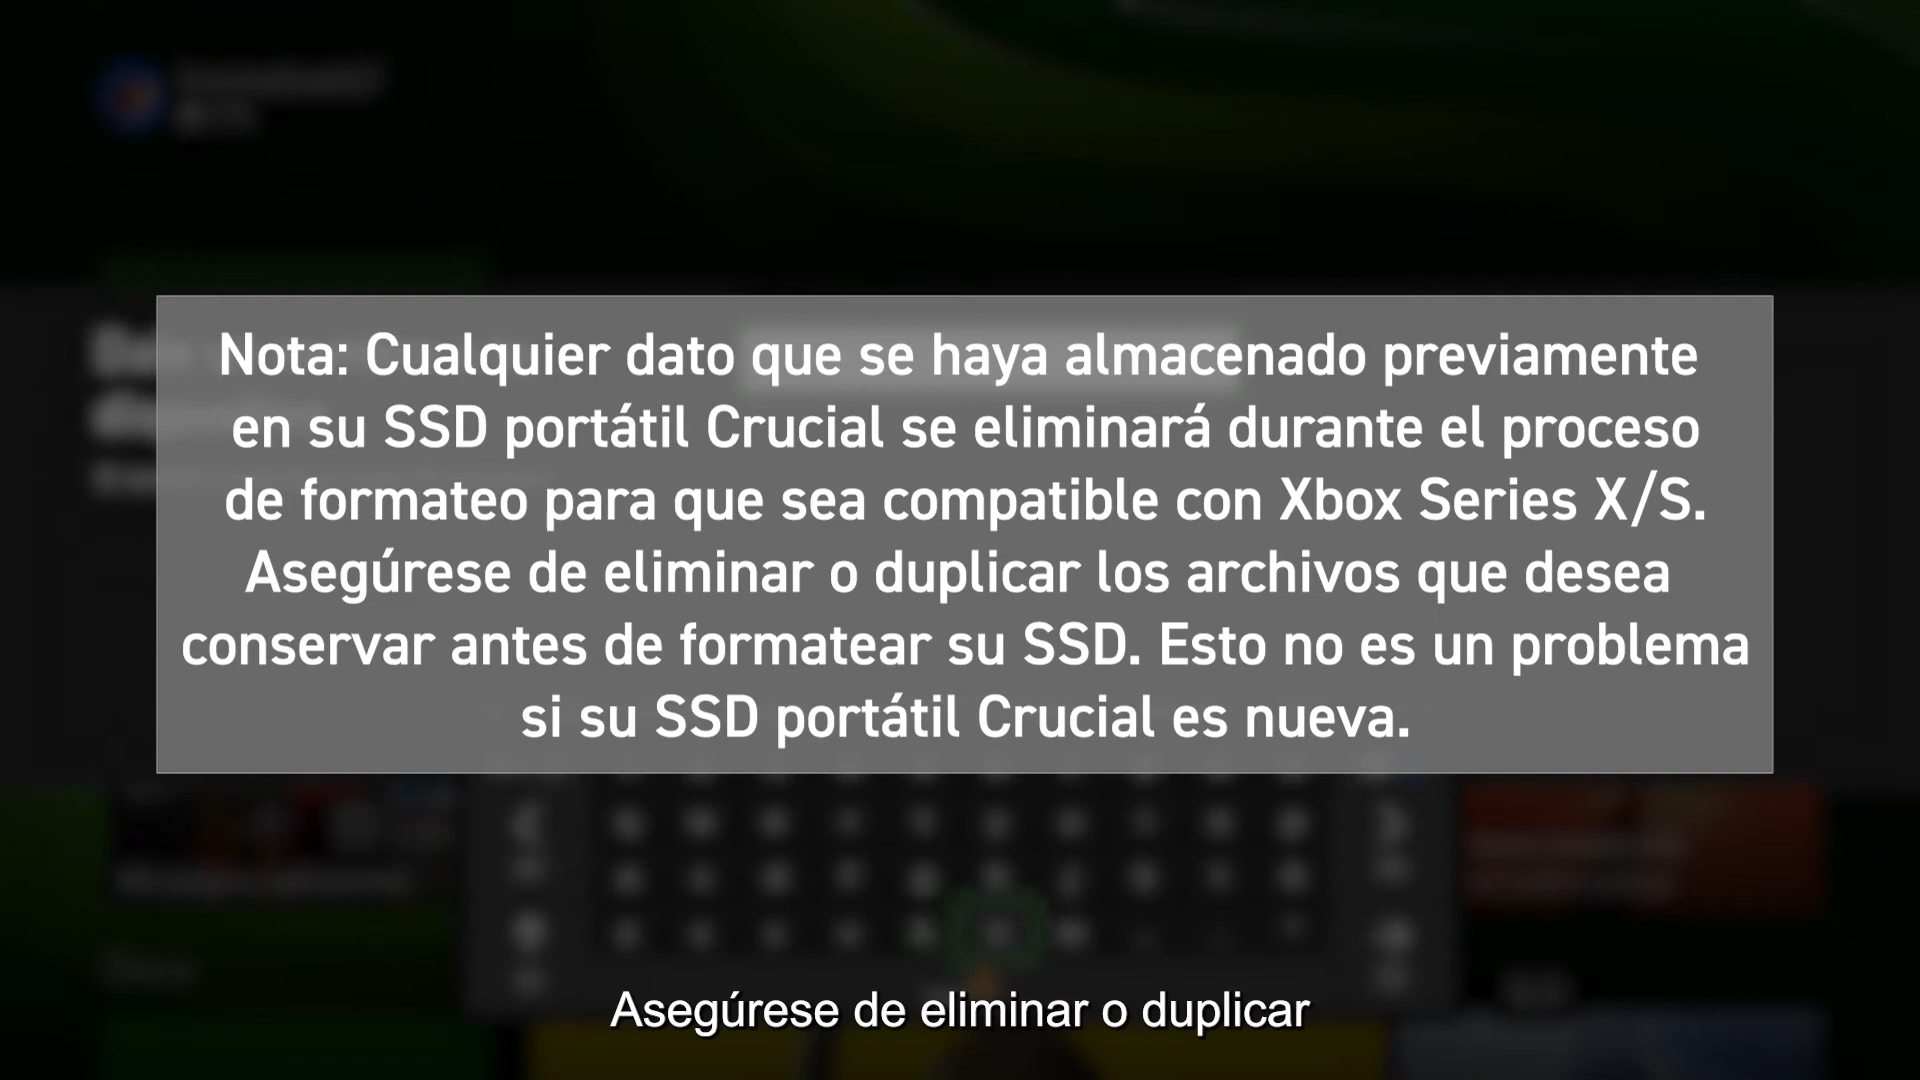 Nota: Cualquier dato que se haya almacenado previamente
en su SSD portátil Crucial se eliminará durante el proceso
de formateo para que sea compatible con Xbox Series X/S.
Asegúrese de eliminar o duplicar los archivos que desea
conservar antes de formatear su SSD. Esto no es un problema
si su SSD portátil Crucial es nueva.
Asegúrese de eliminar o duplicar